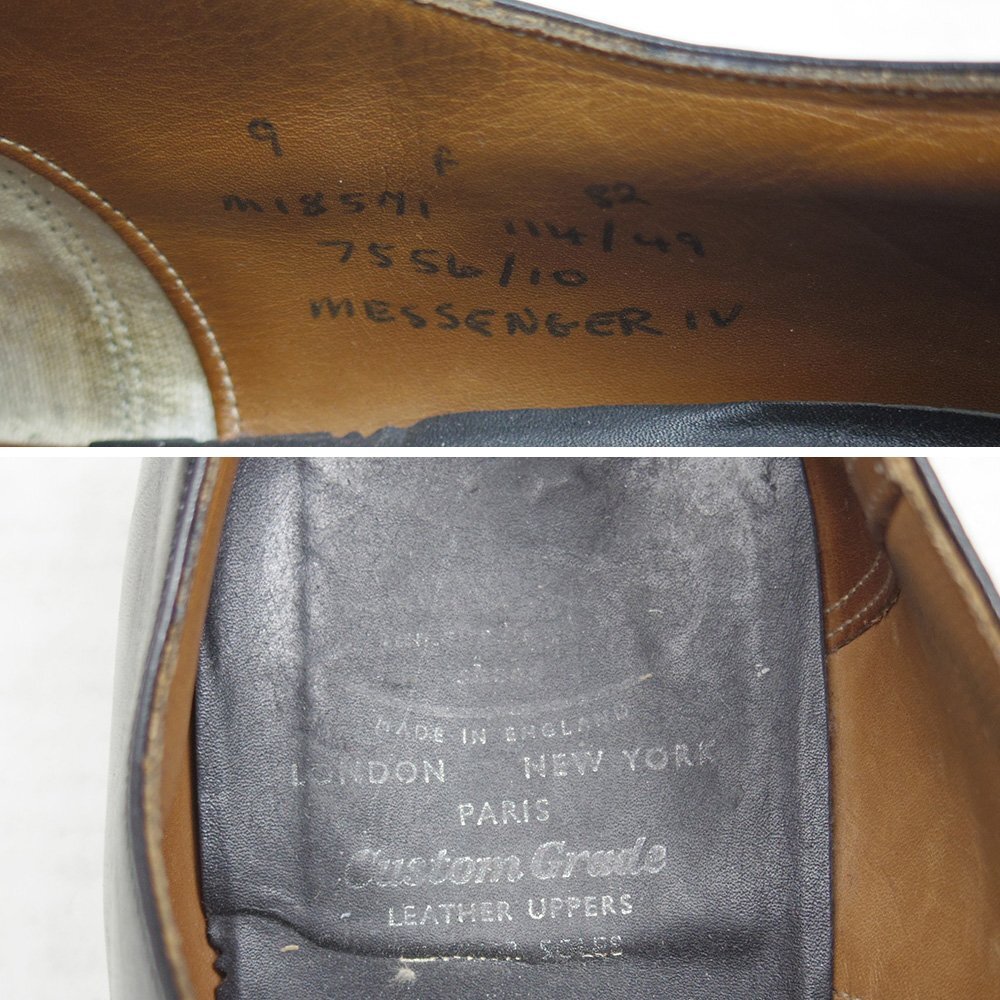 9 F
M18571 82
114/49
7556/10
MESSENGER IV
MADE IN ENGLAND
LONDON NEW YORK
PARIS
Custom Grade
LEATHER UPPERS
SOLES